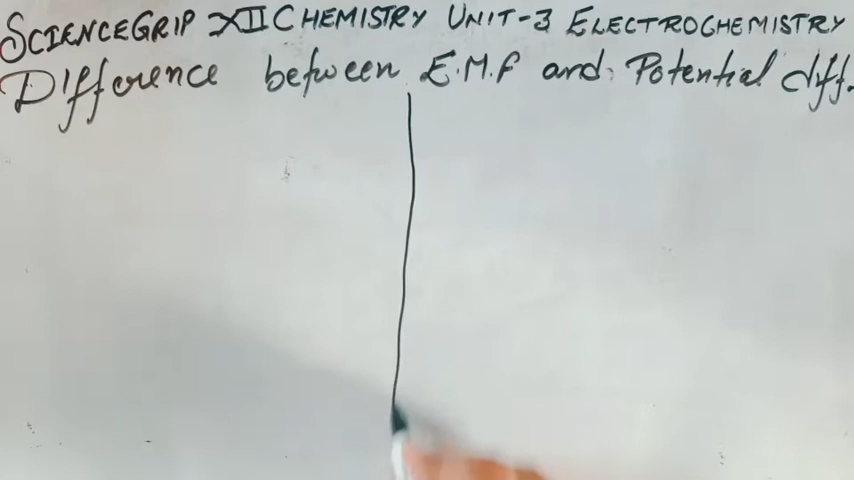 SCIENCEGRIP XII CHEMISTRY UNIT-3 ELECTROCHEMISTRY
Difference between E.M.F and Potential diff.